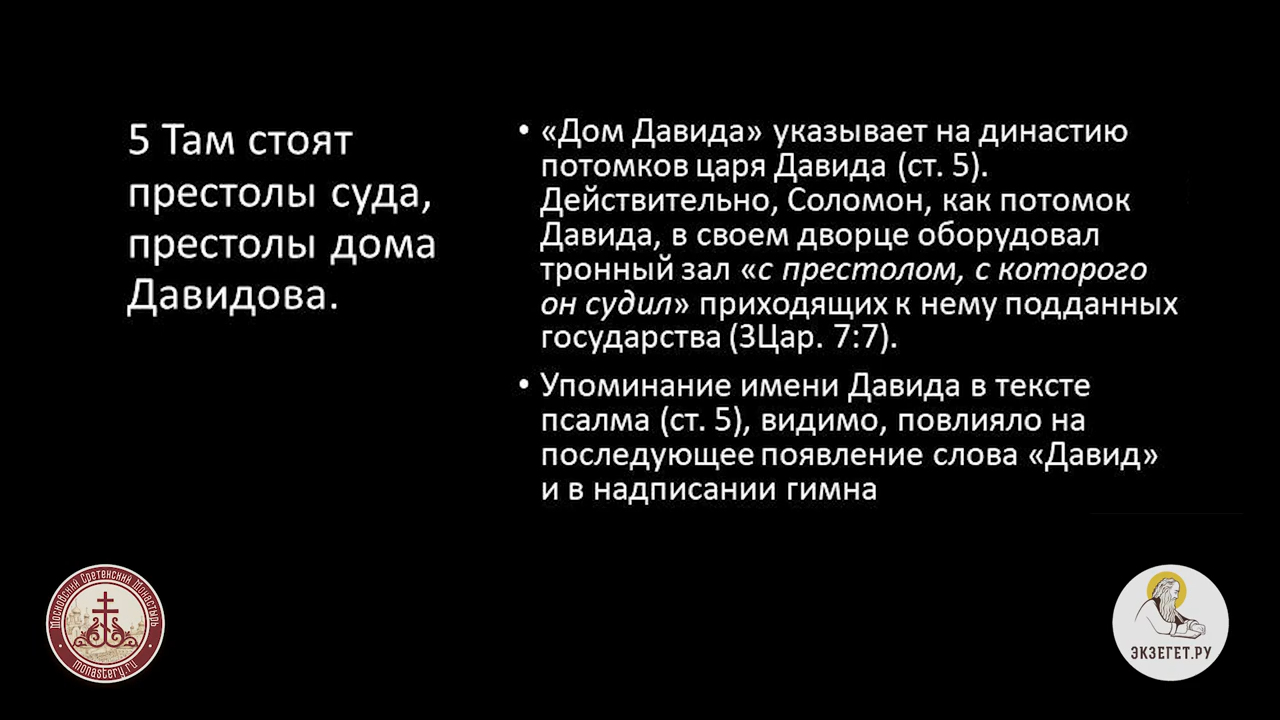 5 Там стоят
престолы суда,
престолы дома
Давидова.
• «Дом Давида» указывает на династию
потомков царя Давида (ст. 5).
Действительно, Соломон, как потомок
Давида, в своем дворце оборудовал
тронный зал «с престолом, с которого
он судил» приходящих к нему подданных
государства (3Цар. 7:7).
• Упоминание имени Давида в тексте
псалма (ст. 5), видимо, повлияло на
последующее появление слова «Давид»
и в надписании гимна
Московский Сретенский Монастырь
monastery.ru
ЭКЗЕГЕТ.РУ